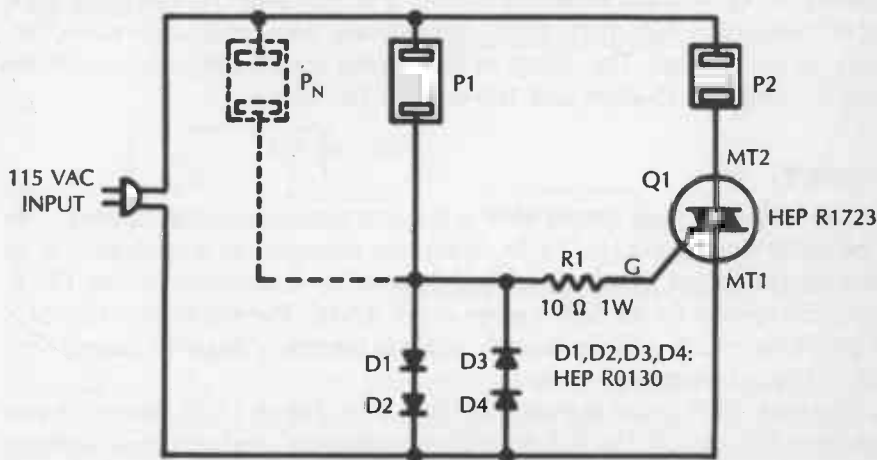 P_N
P1
P2
115 VAC
INPUT
MT2
Q1
HEP R1723
R1
G
10 Ω 1W
MT1
D1
D3
D1,D2,D3,D4:
HEP R0130
D2
D4